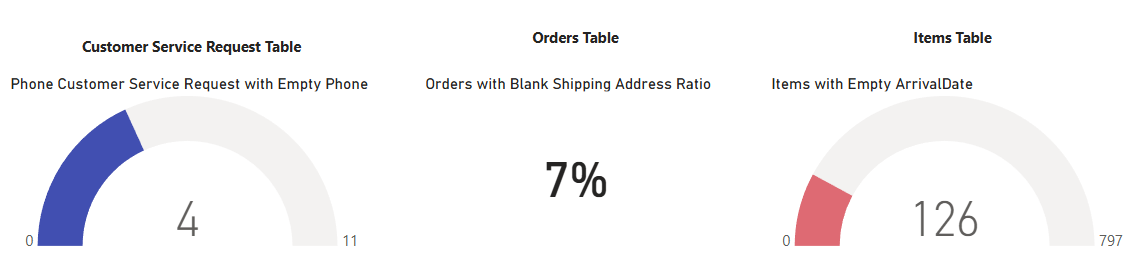 Customer Service Request Table
Phone Customer Service Request with Empty Phone
4
0
11
Orders Table
Orders with Blank Shipping Address Ratio
7%
Items Table
Items with Empty ArrivalDate
126
0
797